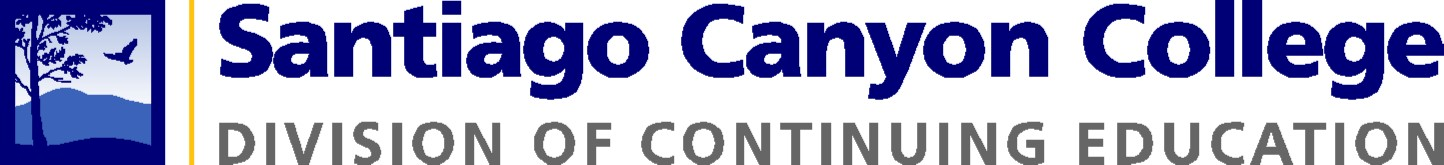 Santiago Canyon College
DIVISION OF CONTINUING EDUCATION